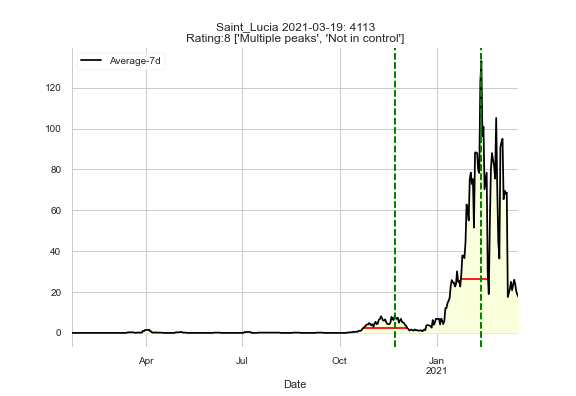 Saint_Lucia 2021-03-19: 4113
Rating:8 ['Multiple peaks', 'Not in control']
Average-7d
120
100
80
60
40
20
0
Apr
Jul
Oct
Jan
2021
Date